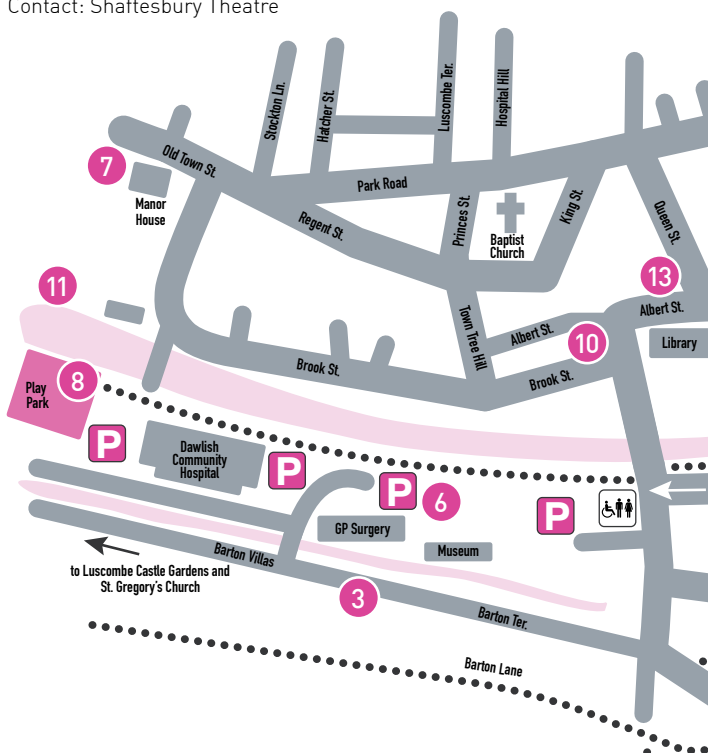 Contact: Shaftesbury Theatre
Stockton Ln.
Hatcher St.
Luscombe Ter.
Hospital Hill
Old Town St.
7
Manor
House
Park Road
Regent St.
Princes St.
Baptist
Church
King St.
Queen St.
13
11
Albert St.
Town Tree Hill
Albert St.
10
Library
Brook St.
Brook St.
8
Play
Park
P
Dawlish
Community
Hospital
P
P
6
P
GP Surgery
Museum
Barton Villas
to Luscombe Castle Gardens and
St. Gregory's Church
3
Barton Ter.
Barton Lane